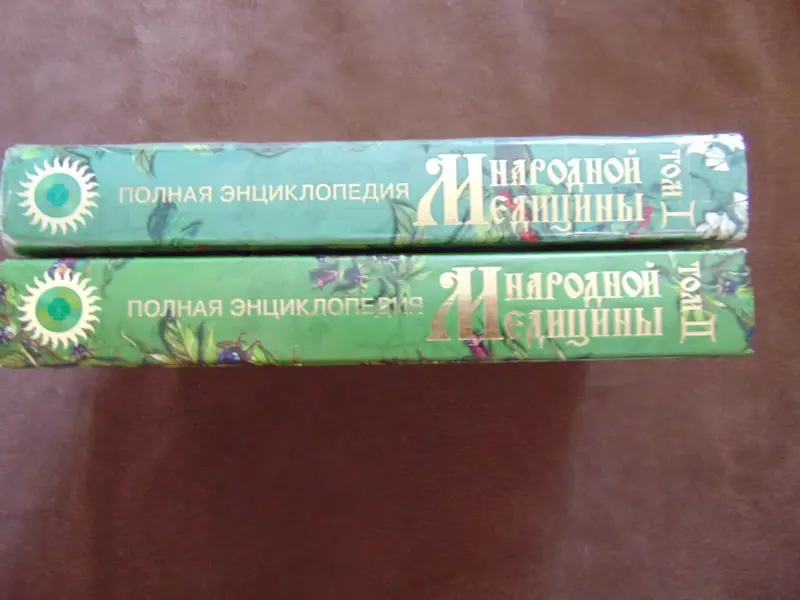 ПОЛНАЯ ЭНЦИКЛОПЕДИЯ
НАРОДНОЙ
МЕДИЦИНЫ
ТОМ I
ПОЛНАЯ ЭНЦИКЛОПЕДИЯ
НАРОДНОЙ
МЕДИЦИНЫ
ТОМ II